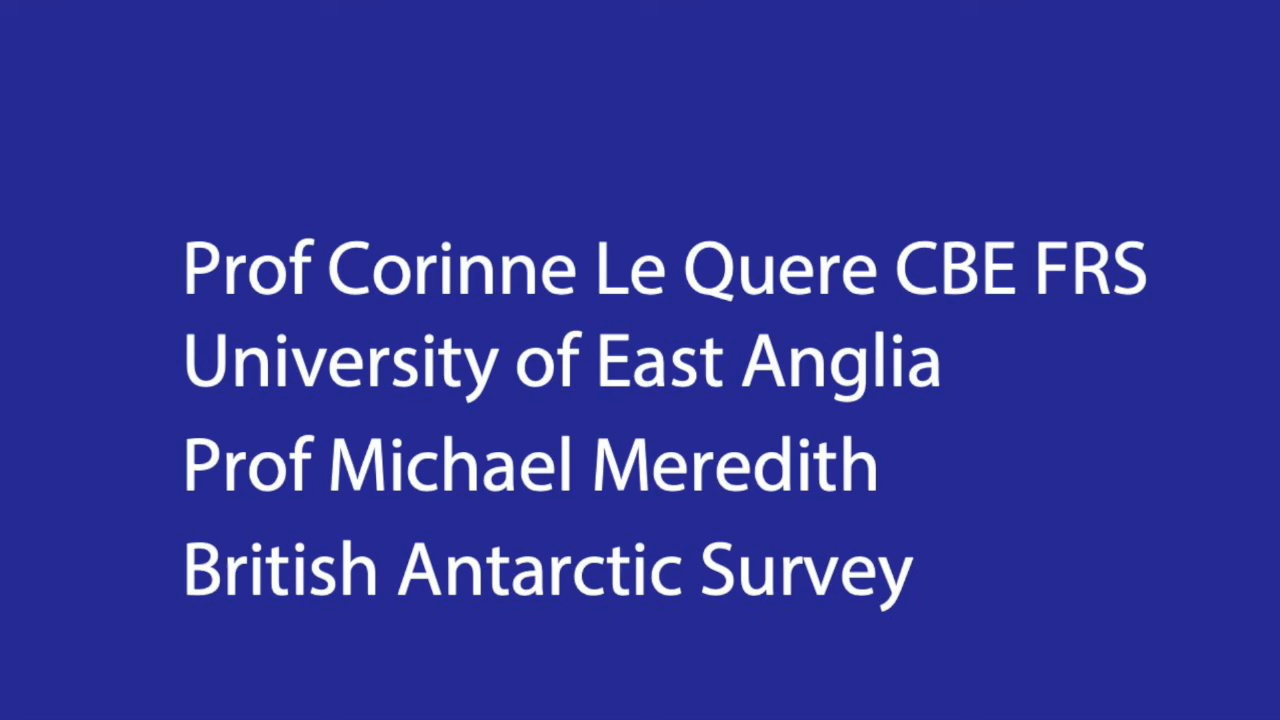 Prof Corinne Le Quere CBE FRS
University of East Anglia
Prof Michael Meredith
British Antarctic Survey